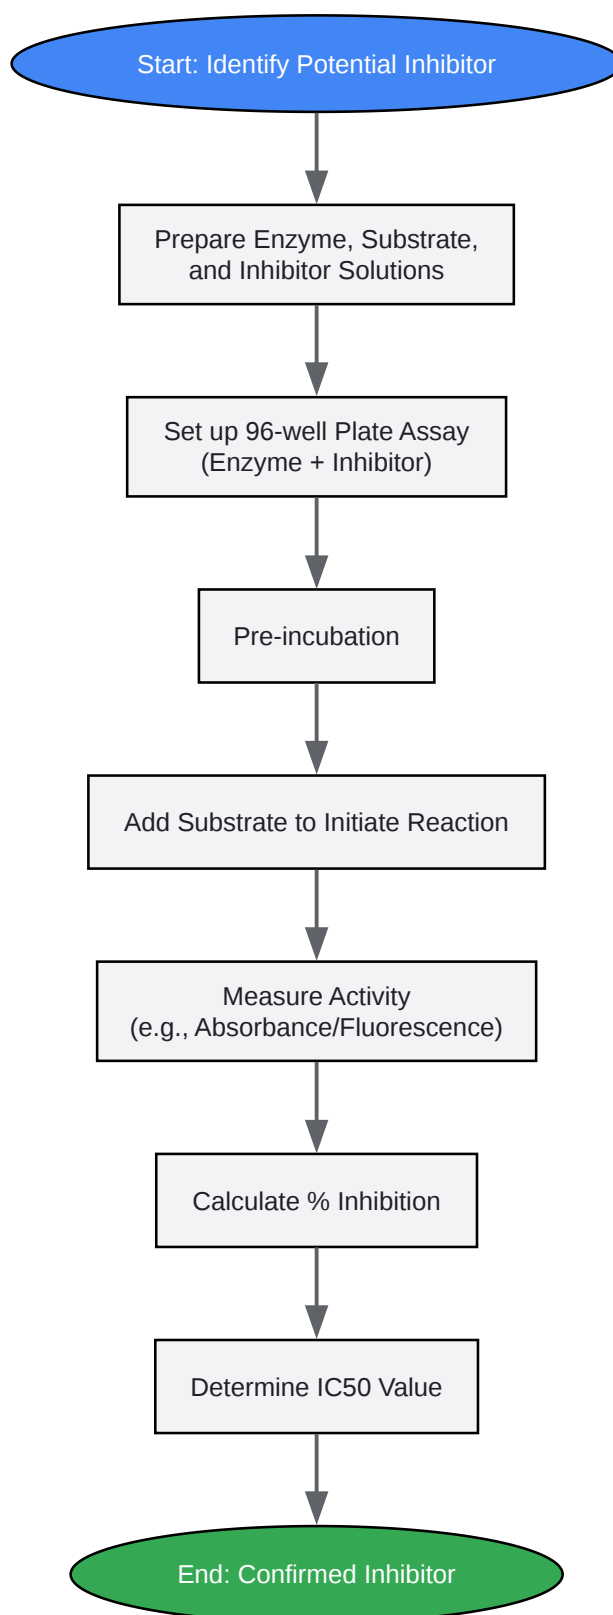 Start: Identify Potential Inhibitor
Prepare Enzyme, Substrate,
and Inhibitor Solutions
Set up 96-well Plate Assay
(Enzyme + Inhibitor)
Pre-incubation
Add Substrate to Initiate Reaction
Measure Activity
(e.g., Absorbance/Fluorescence)
Calculate % Inhibition
Determine IC50 Value
End: Confirmed Inhibitor